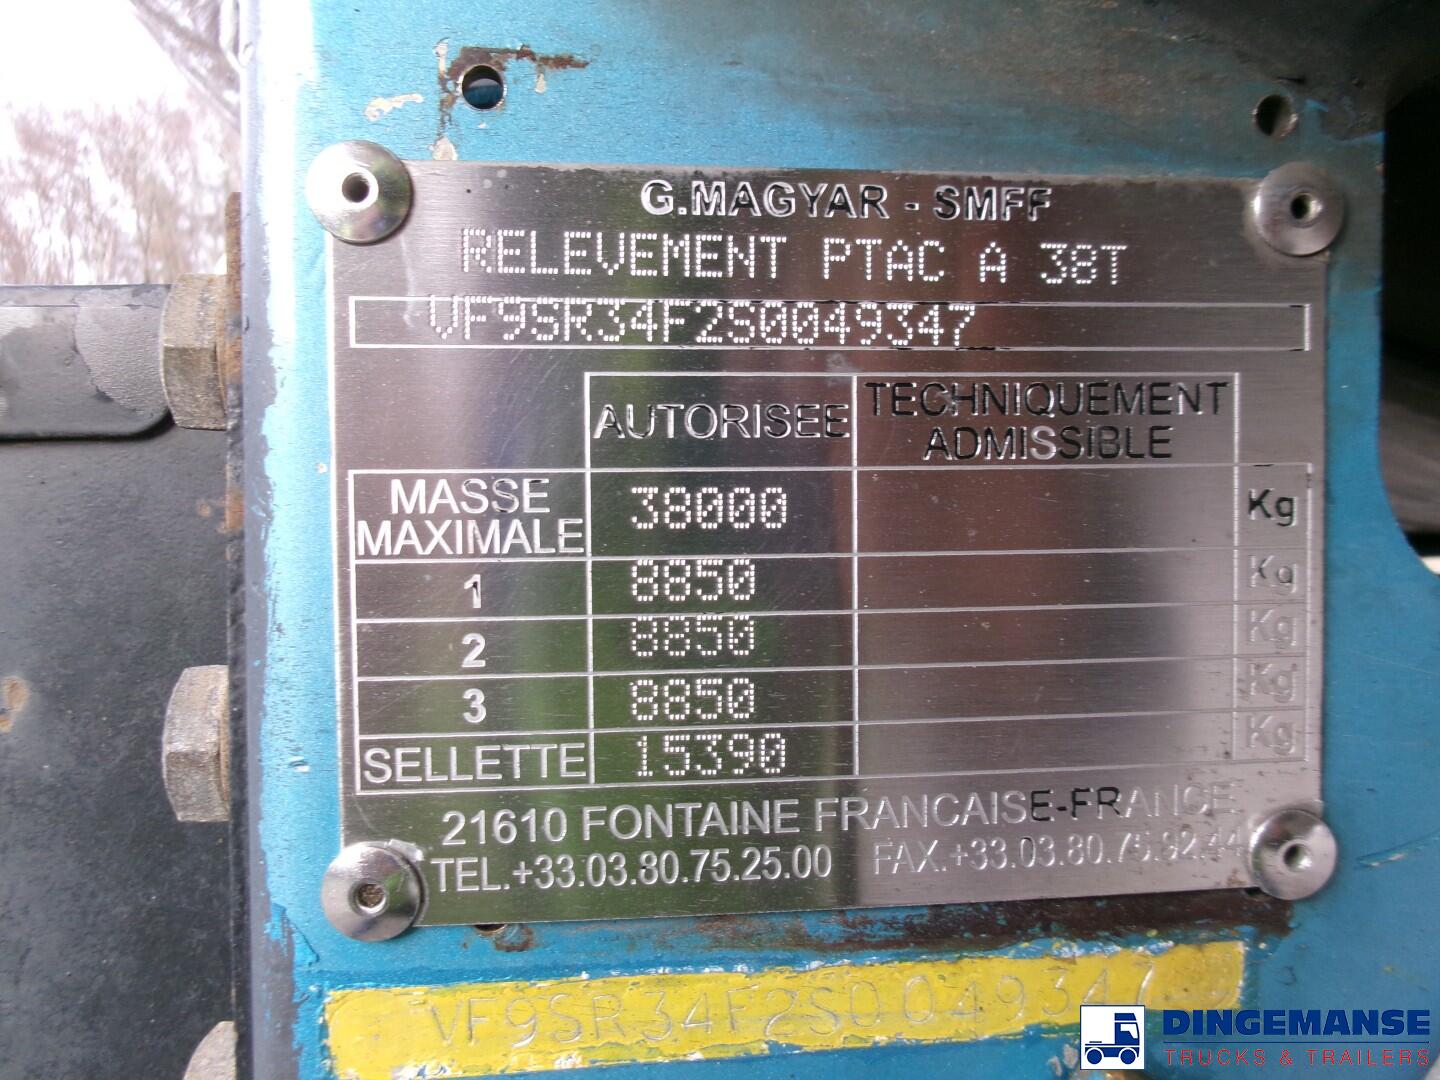 G.MAGYAR - SMFF
RELEVEMENT PTAC A 38T
VF9SR34F2S0049347
AUTORISEE TECHNIQUEMENT ADMISSIBLE
MASSE MAXIMALE 38000 Kg
1 8850 Kg
2 8850 Kg
3 8850 Kg
SELLETTE 15390 Kg
21610 FONTAINE FRANCAISE-FRANCE
TEL.+33.03.80.75.25.00 FAX.+33.03.80.75.82.44
VF9SR34F2S0049347
DINGEMANSE
TRUCKS & TRAILERS